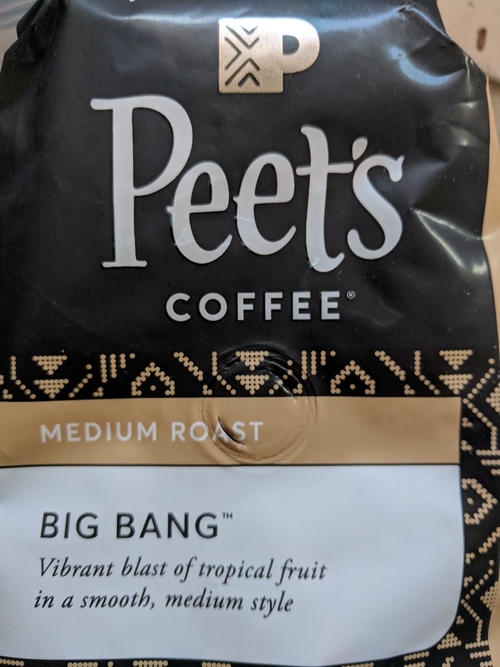 P
Peet's
COFFEE®
MEDIUM ROAST
BIG BANG™
Vibrant blast of tropical fruit
in a smooth, medium style